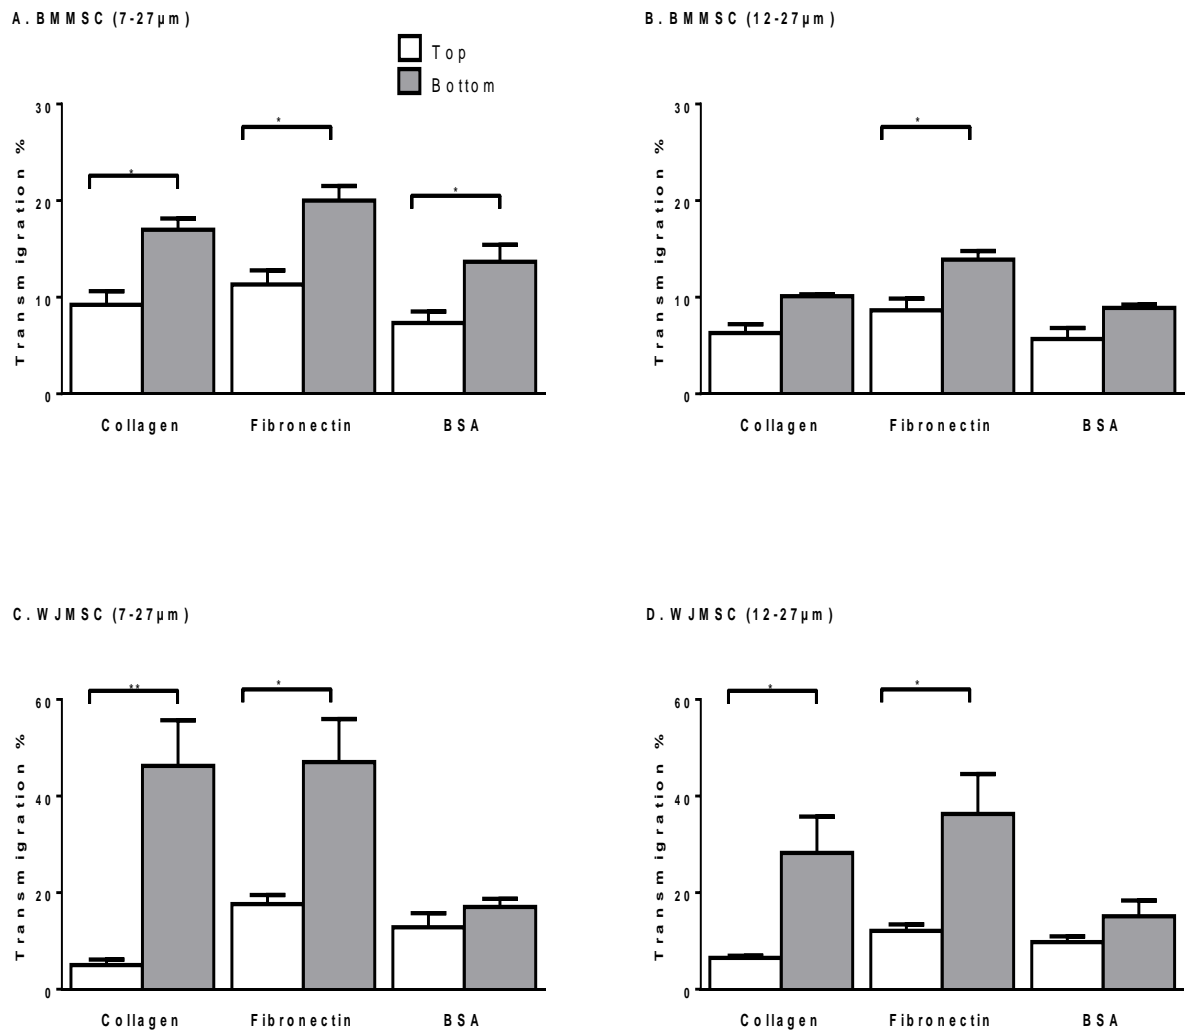 A. BMMSC (7-27µm)
Top
Bottom
30
20
10
0
Transmigration %
*
*
*
Collagen
Fibronectin
BSA
B. BMMSC (12-27µm)
30
20
10
0
Transmigration %
*
Collagen
Fibronectin
BSA
C. WJMSC (7-27µm)
60
40
20
0
Transmigration %
**
*
Collagen
Fibronectin
BSA
D. WJMSC (12-27µm)
60
40
20
0
Transmigration %
*
*
Collagen
Fibronectin
BSA